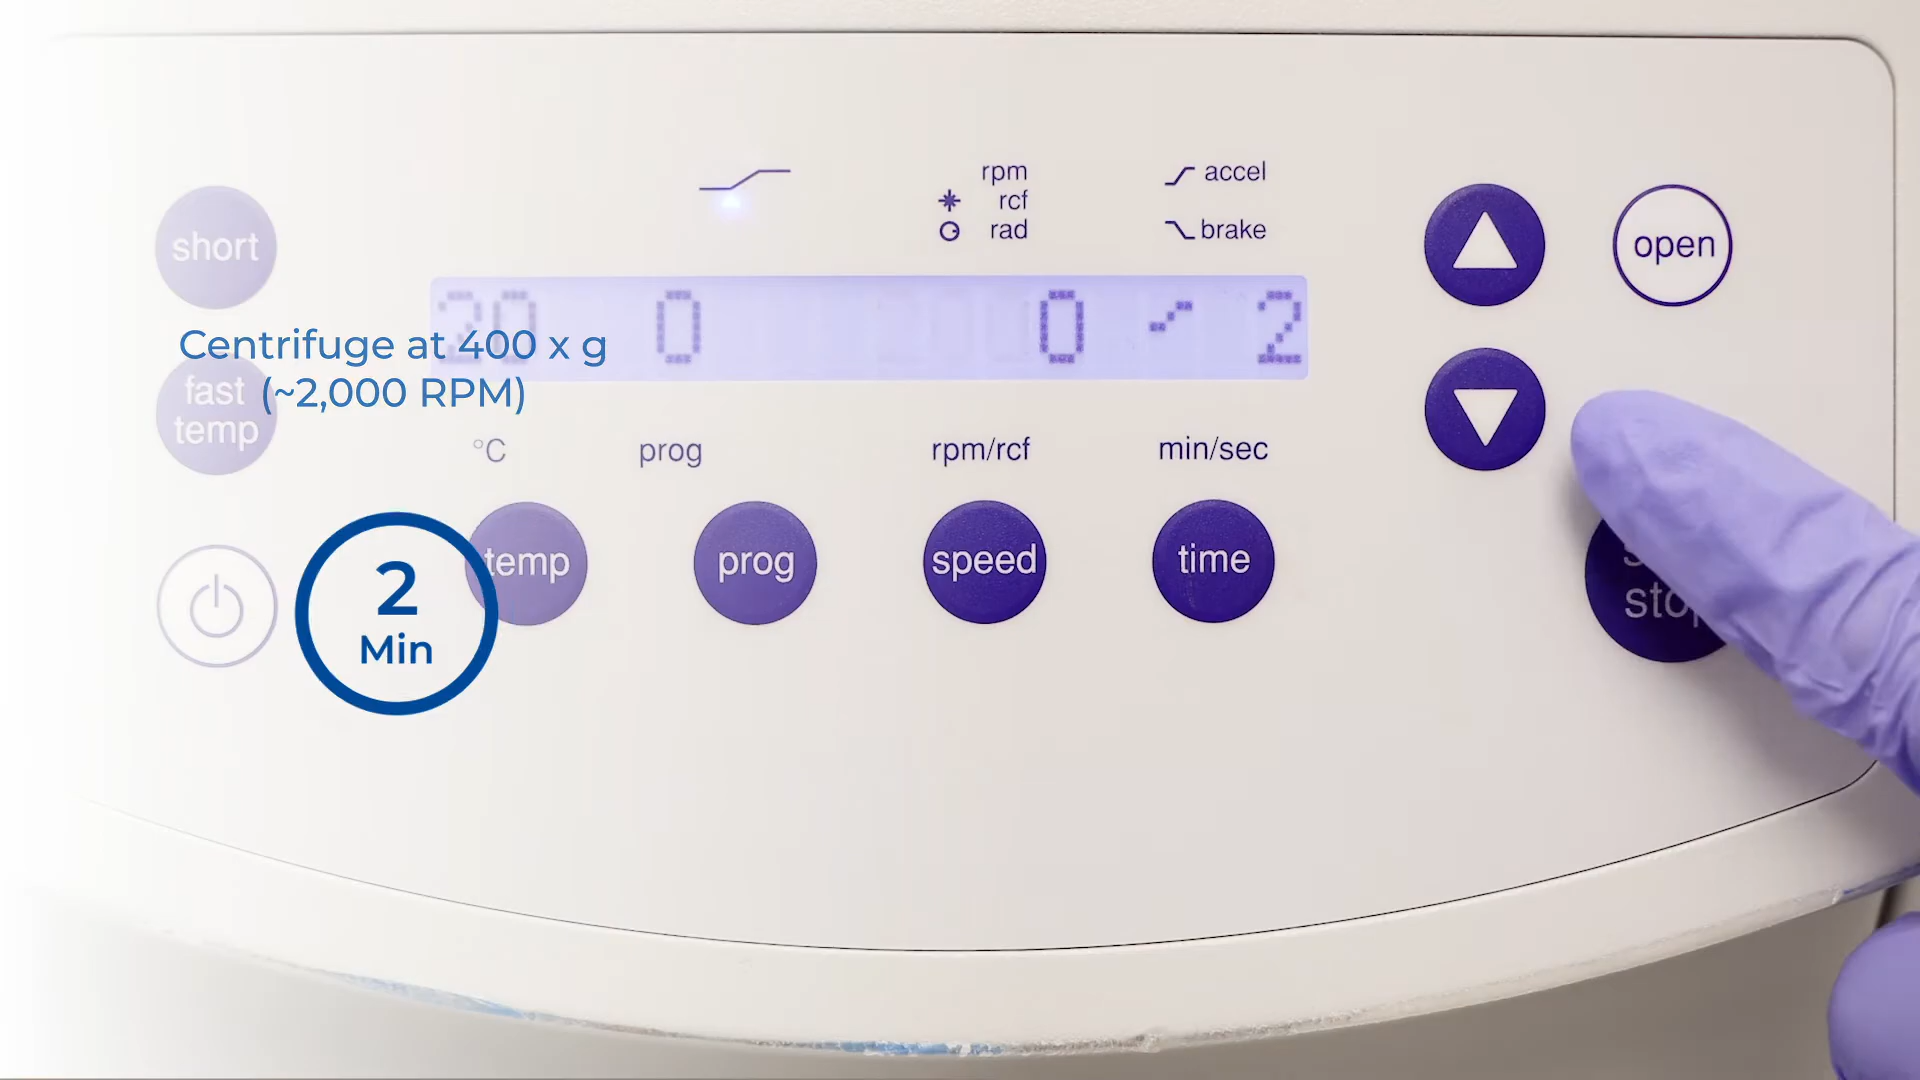 rpm
accel
rcf
rad
brake
short
open
20 0 0 2
Centrifuge at 400 x g
(~2,000 RPM)
fast
temp
°C
prog
rpm/rcf
min/sec
temp
prog
speed
time
2
Min